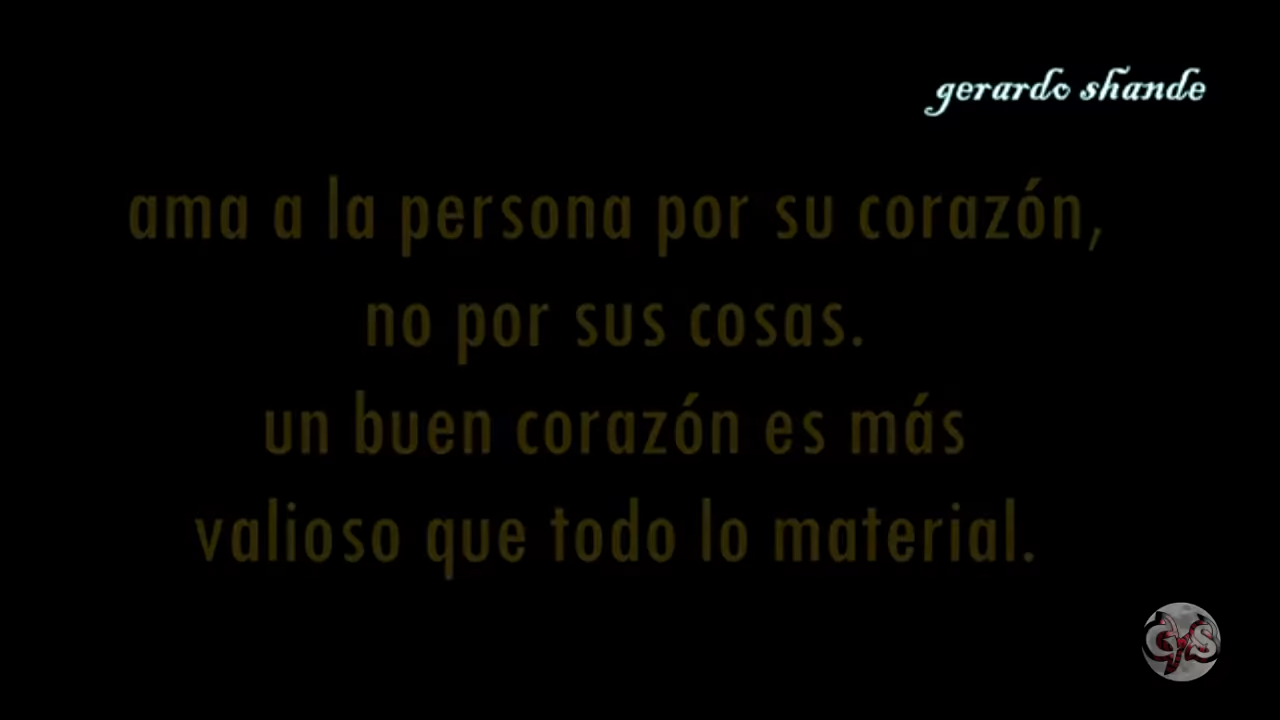 gerardo shande
ama a la persona por su corazón,
no por sus cosas.
un buen corazón es más
valioso que todo lo material.
GYS